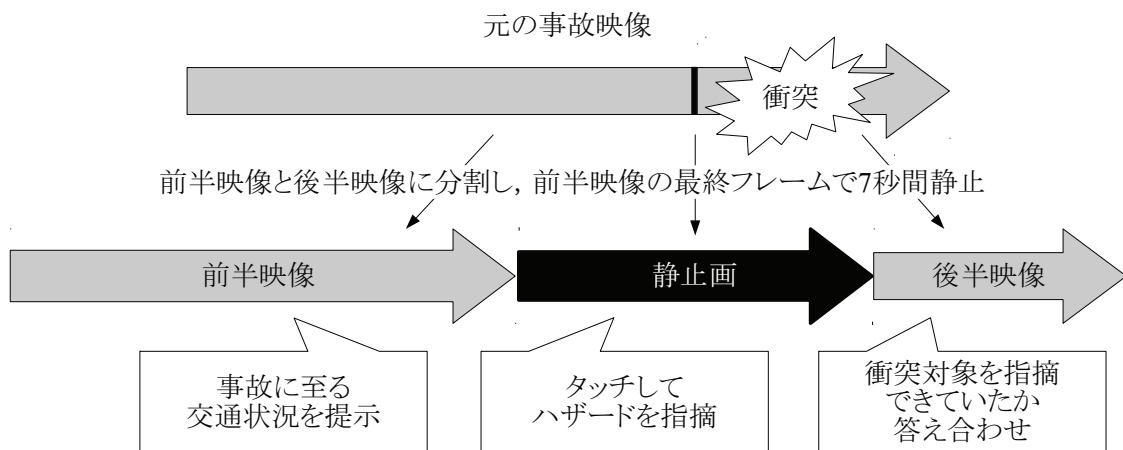 元の事故映像
衝突
前半映像と後半映像に分割し, 前半映像の最終フレームで7秒間静止
前半映像
静止画
後半映像
事故に至る
交通状況を提示
タッチして
ハザードを指摘
衝突対象を指摘
できていたか
答え合わせ